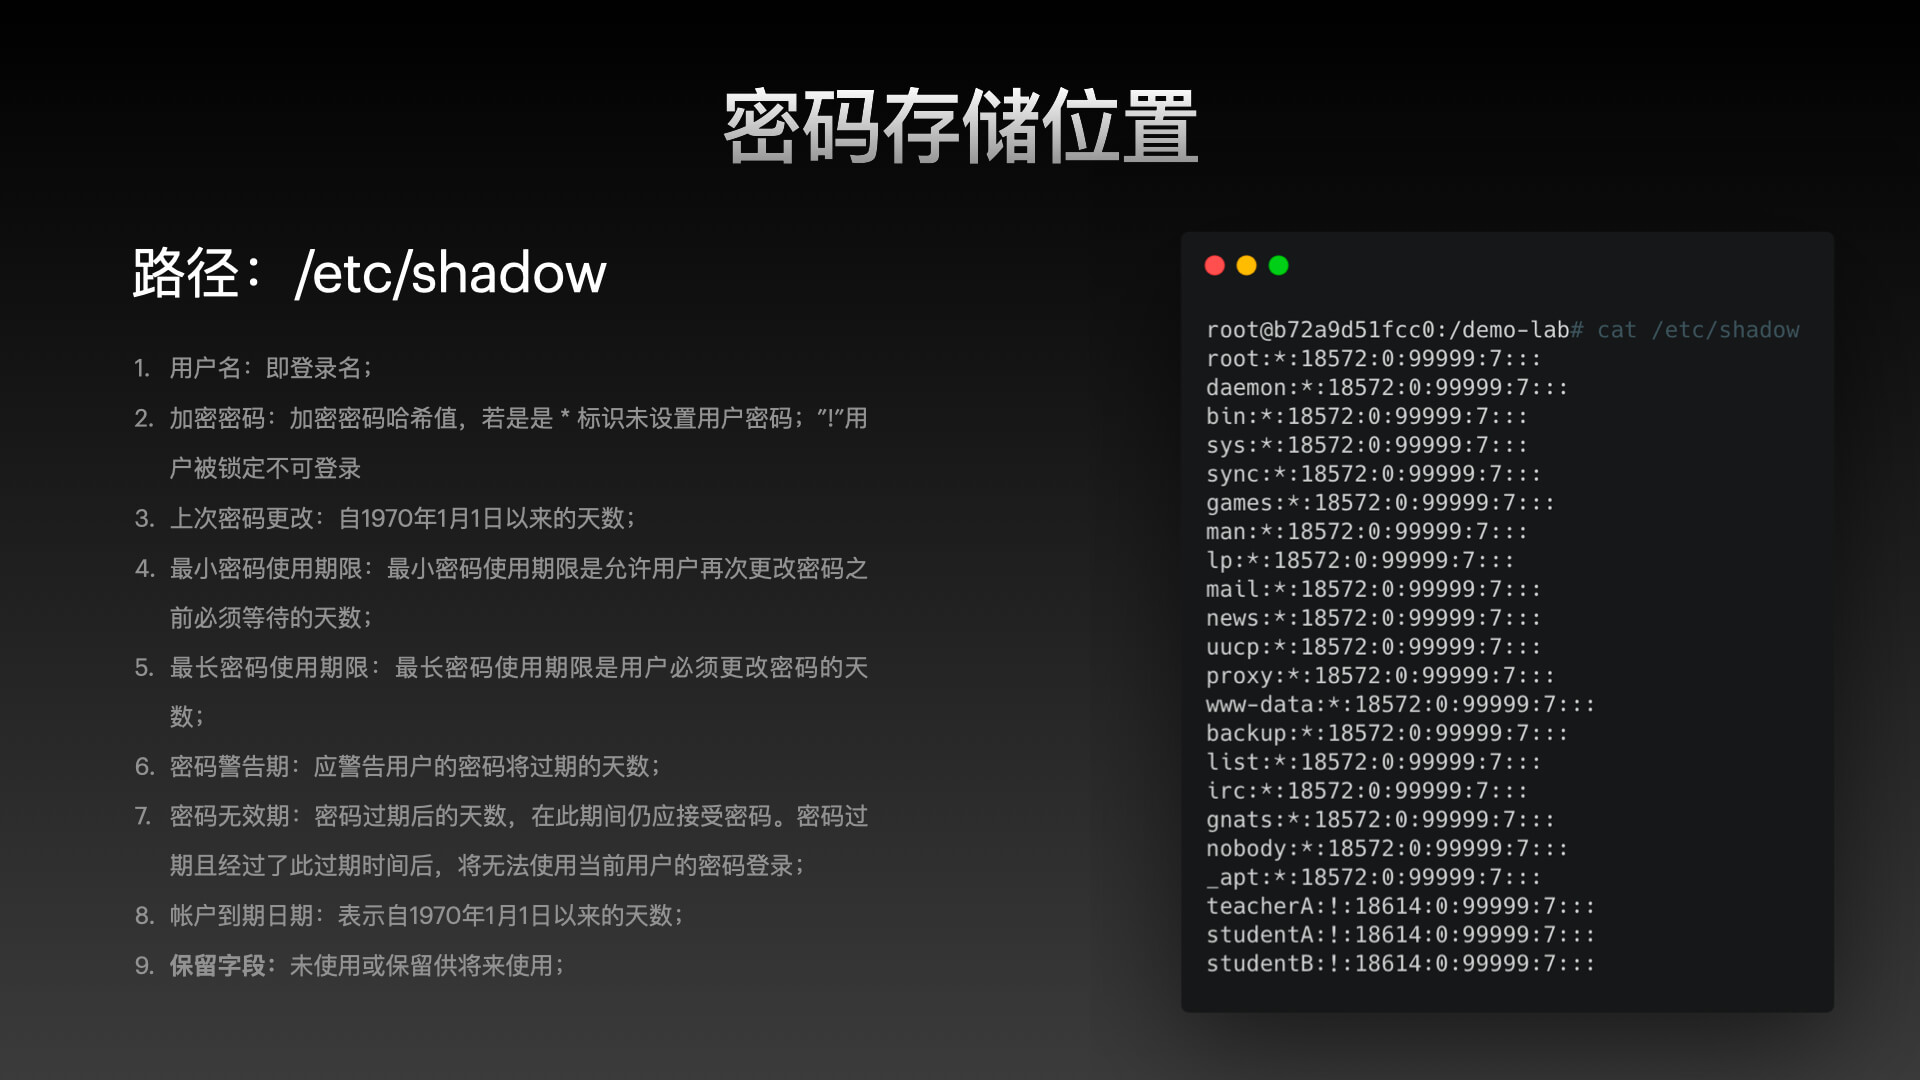 密码存储位置
路径：/etc/shadow
1. 用户名：即登录名；
2. 加密密码：加密密码哈希值，若是是 * 标识未设置用户密码；"!"用
户被锁定不可登录
3. 上次密码更改：自1970年1月1日以来的天数；
4. 最小密码使用期限：最小密码使用期限是允许用户再次更改密码之
前必须等待的天数；
5. 最长密码使用期限：最长密码使用期限是用户必须更改密码的天
数；
6. 密码警告期：应警告用户的密码将过期的天数；
7. 密码无效期：密码过期后的天数，在此期间仍应接受密码。密码过
期且经过了此过期时间后，将无法使用当前用户的密码登录；
8. 帐户到期日期：表示自1970年1月1日以来的天数；
9. 保留字段：未使用或保留供将来使用；
root@b72a9d51fcc0:/demo-lab# cat /etc/shadow
root:*:18572:0:99999:7:::
daemon:*:18572:0:99999:7:::
bin:*:18572:0:99999:7:::
sys:*:18572:0:99999:7:::
sync:*:18572:0:99999:7:::
games:*:18572:0:99999:7:::
man:*:18572:0:99999:7:::
lp:*:18572:0:99999:7:::
mail:*:18572:0:99999:7:::
news:*:18572:0:99999:7:::
uucp:*:18572:0:99999:7:::
proxy:*:18572:0:99999:7:::
www-data:*:18572:0:99999:7:::
backup:*:18572:0:99999:7:::
list:*:18572:0:99999:7:::
irc:*:18572:0:99999:7:::
gnats:*:18572:0:99999:7:::
nobody:*:18572:0:99999:7:::
_apt:*:18572:0:99999:7:::
teacherA:!:18614:0:99999:7:::
studentA:!:18614:0:99999:7:::
studentB:!:18614:0:99999:7:::